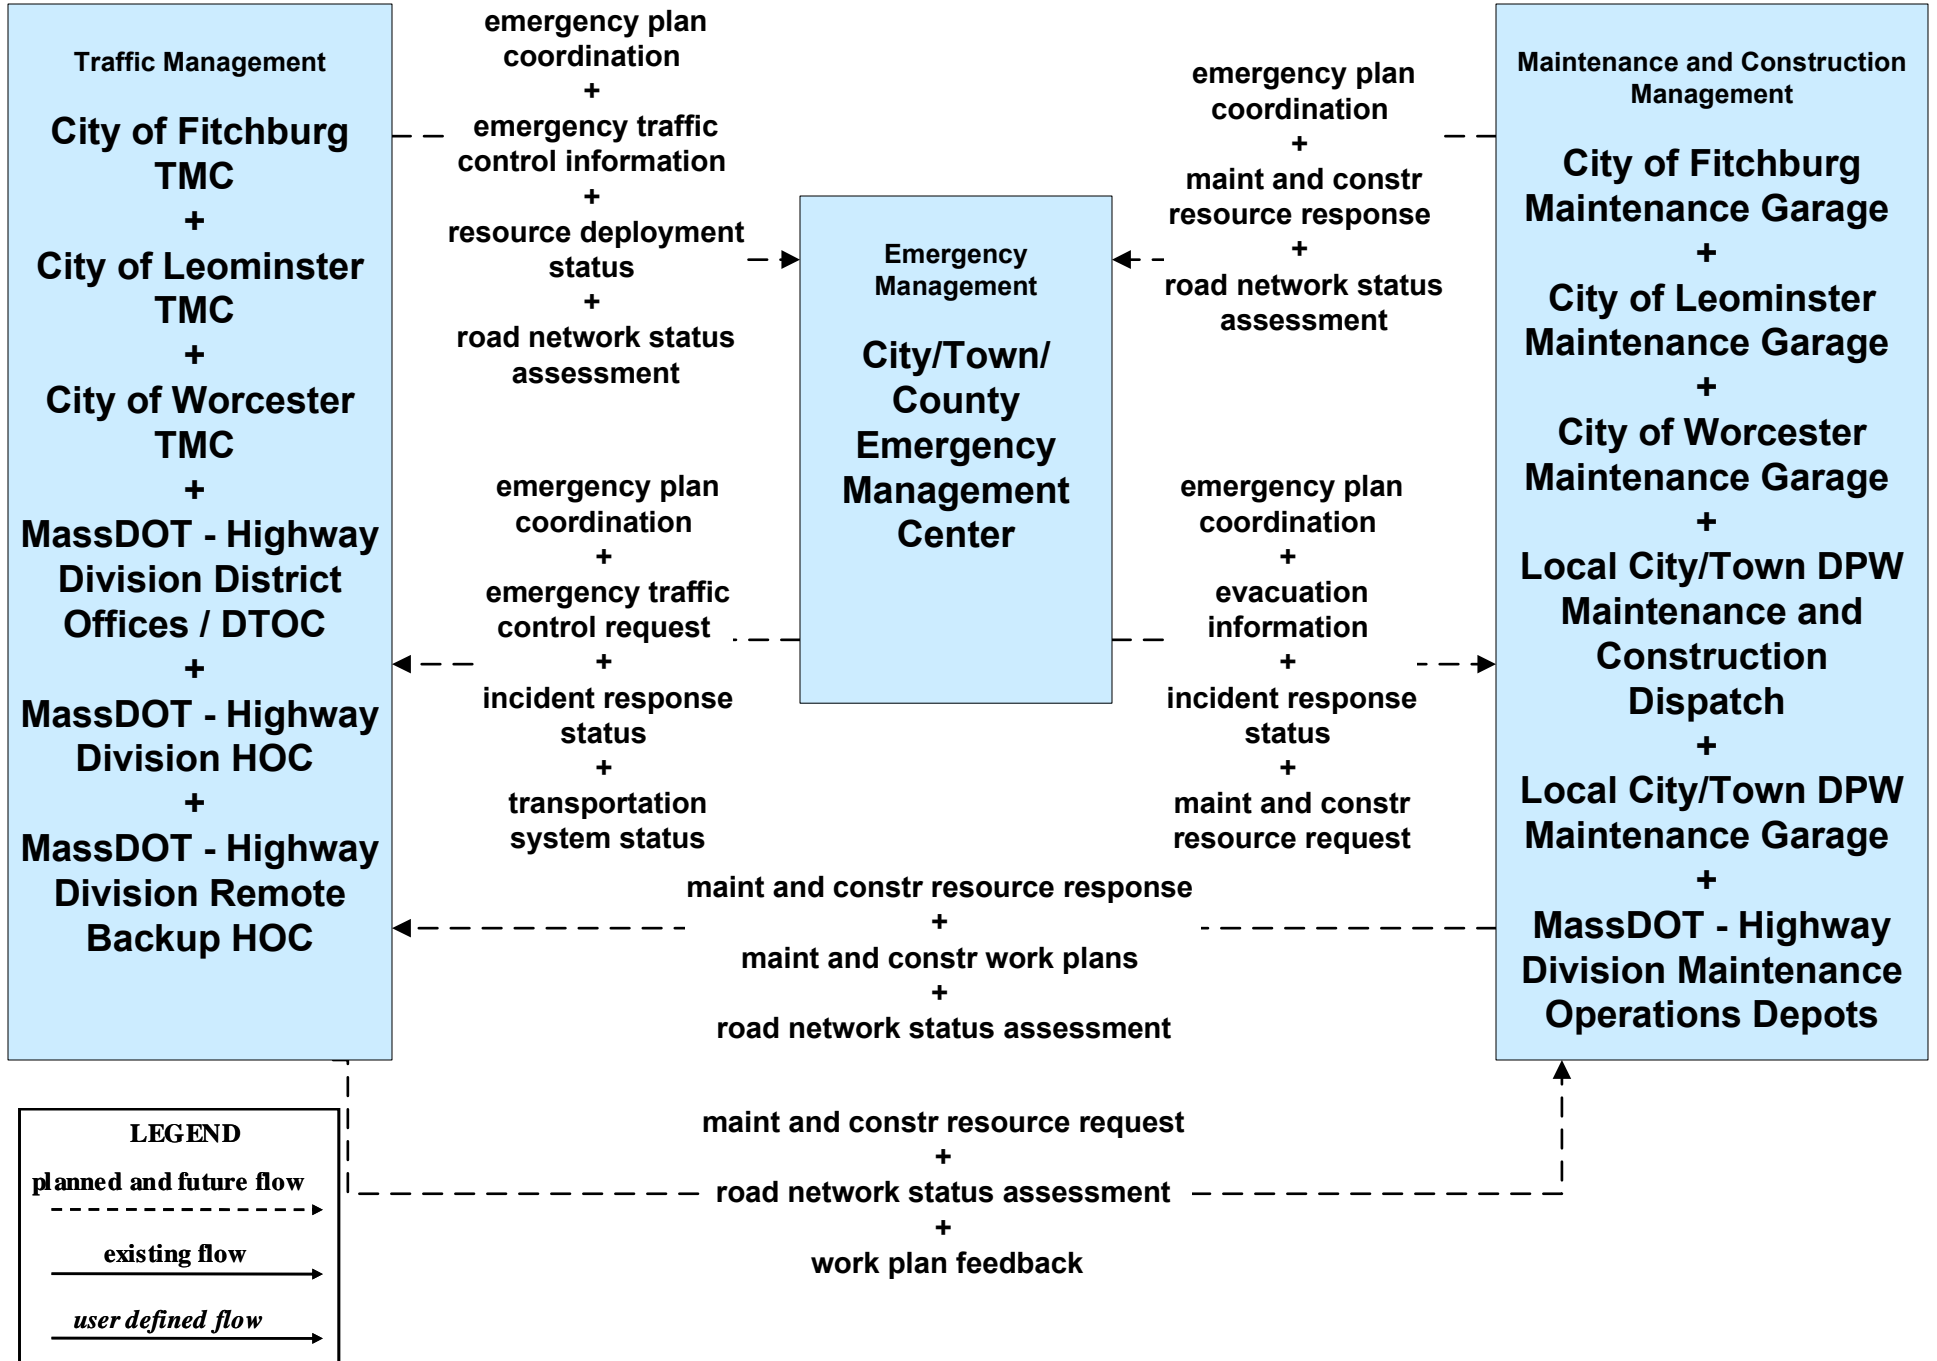 Traffic Management
City of Fitchburg
TMC
+
City of Leominster
TMC
+
City of Worcester
TMC
+
MassDOT - Highway
Division District
Offices / DTOC
+
MassDOT - Highway
Division HOC
+
MassDOT - Highway
Division Remote
Backup HOC
emergency plan
coordination
+
emergency traffic
control information
+
resource deployment
status
+
road network status
assessment
emergency plan
coordination
+
emergency traffic
control request
+
incident response
status
+
transportation
system status
Emergency
Management
City/Town/
County
Emergency
Management
Center
emergency plan
coordination
+
maint and constr
resource response
+
road network status
assessment
emergency plan
coordination
+
evacuation
information
+
incident response
status
+
maint and constr
resource request
Maintenance and Construction
Management
City of Fitchburg
Maintenance Garage
+
City of Leominster
Maintenance Garage
+
City of Worcester
Maintenance Garage
+
Local City/Town DPW
Maintenance and
Construction
Dispatch
+
Local City/Town DPW
Maintenance Garage
+
MassDOT - Highway
Division Maintenance
Operations Depots
maint and constr resource response
+
maint and constr work plans
+
road network status assessment
maint and constr resource request
+
road network status assessment
+
work plan feedback
LEGEND
planned and future flow
existing flow
user defined flow